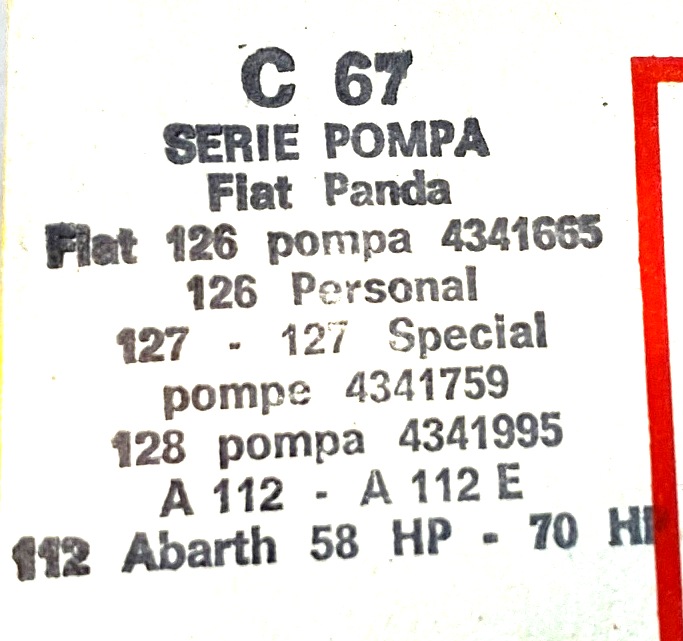 C 67
SERIE POMPA
Fiat Panda
Fiat 126 pompa 4341665
126 Personal
127 - 127 Special
pompe 4341759
128 pompa 4341995
A 112 - A 112 E
112 Abarth 58 HP - 70 HP